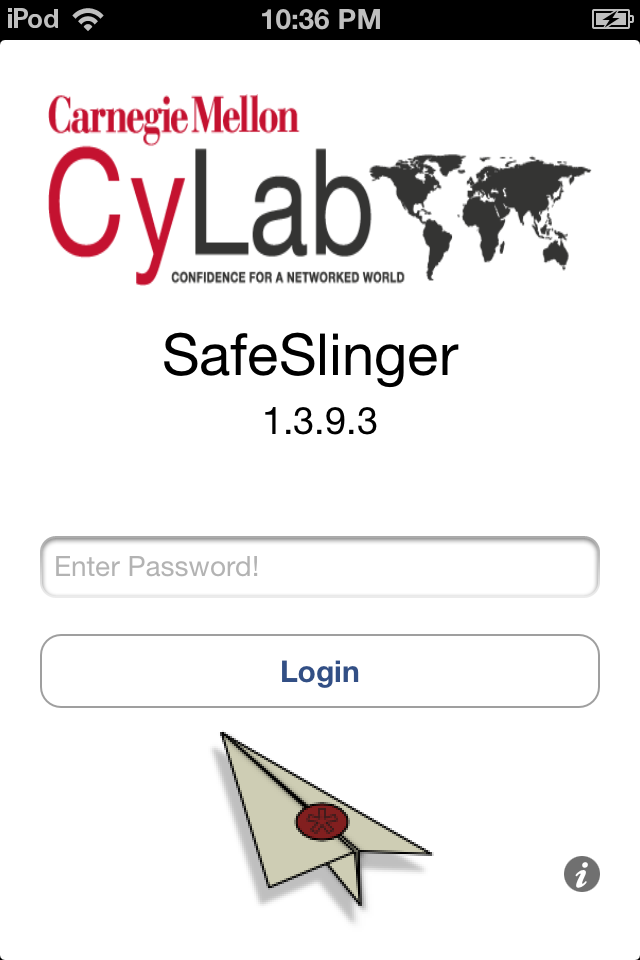 iPod 10:36 PM
Carnegie Mellon
CyLab
CONFIDENCE FOR A NETWORKED WORLD
SafeSlinger
1.3.9.3
Enter Password!
Login
i